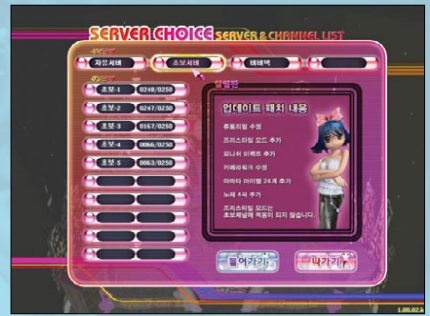 SERVER CHOICE SERVER & CHANNEL LIST
자유서버 초보서버 배배배
초보-1 0248/0250
초보-2 0247/0250
초보-3 0167/0250
초보-4 0066/0250
초보-5 0063/0250
업데이트 패치 내용
튜토리얼 수정
프리스타일 모드 추가
피니쉬 이펙트 추가
카메라워크 수정
아바타 아이템 24개 추가
노래 4곡 추가
프리스타일 모드는
초보채널에 적용이 되지 않습니다.
들어가기 나가기
1.00.02.k